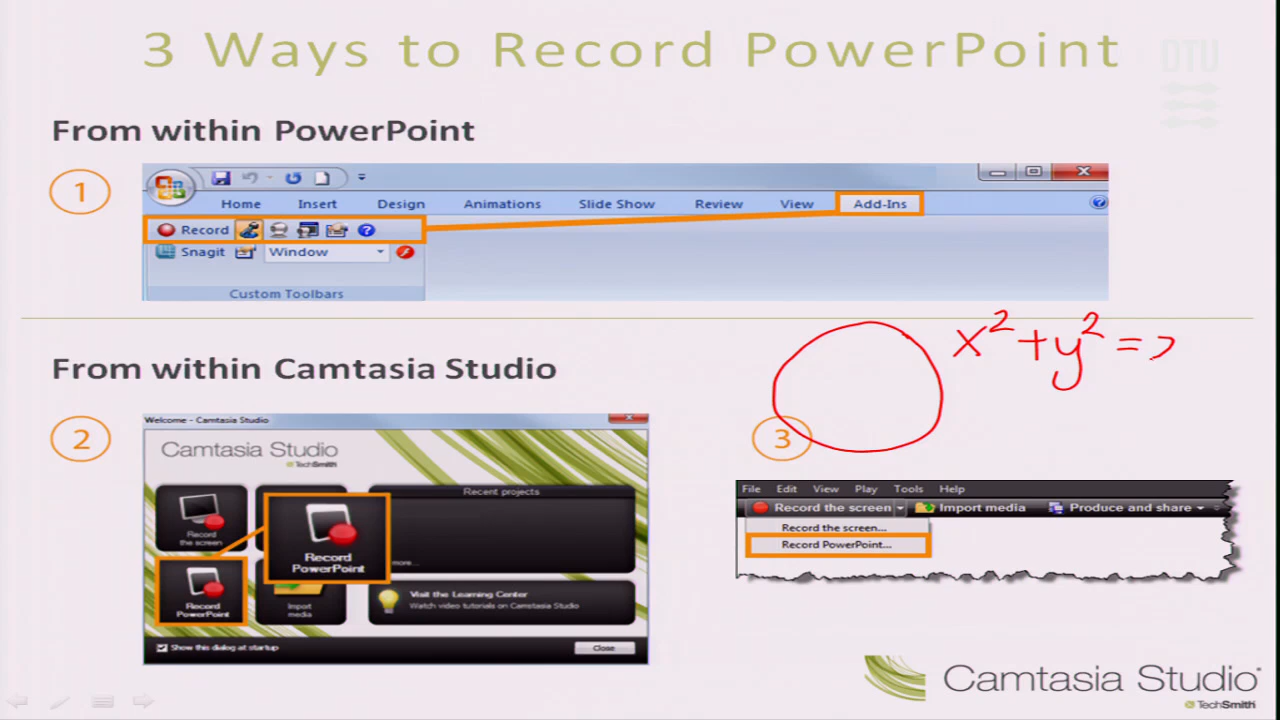 3 Ways to Record PowerPoint
DTU
From within PowerPoint
1
Home Insert Design Animations Slide Show Review View Add-Ins
Record
Snagit Window
Custom Toolbars
x² + y² =
From within Camtasia Studio
2
Welcome - Camtasia Studio
Camtasia Studio
TechSmith
Recent projects
Record the screen
Record PowerPoint
more...
Record PowerPoint
Import media
Visit the Learning Center
Watch video tutorials on Camtasia Studio
Show this dialog at startup
Close
3
File Edit View Play Tools Help
Record the screen Import media Produce and share
Record the screen...
Record PowerPoint...
Camtasia Studio
TechSmith